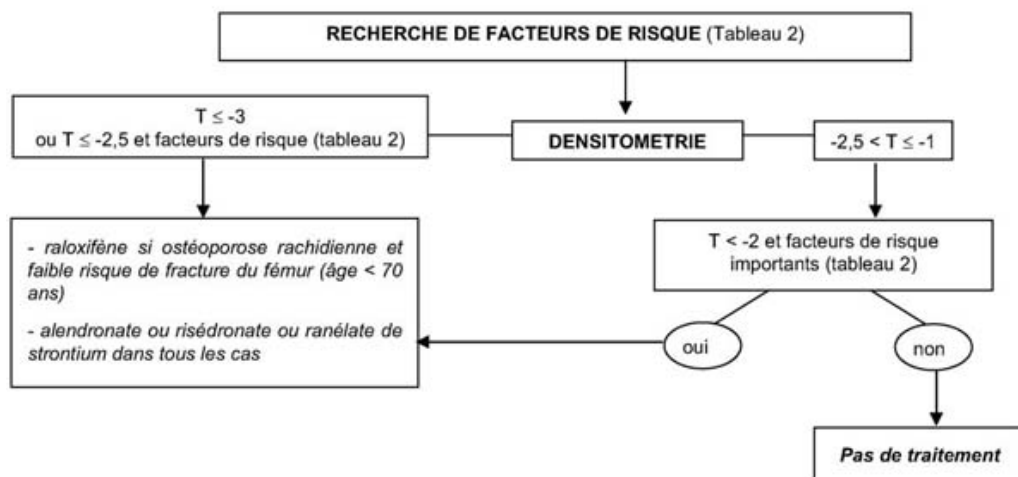 RECHERCHE DE FACTEURS DE RISQUE (Tableau 2)
T ≤ -3
ou T ≤ -2,5 et facteurs de risque (tableau 2)
DENSITOMETRIE
-2,5 < T ≤ -1
- raloxifène si ostéoporose rachidienne et
faible risque de fracture du fémur (âge < 70
ans)
- alendronate ou risédronate ou ranélate de
strontium dans tous les cas
T < -2 et facteurs de risque
importants (tableau 2)
oui
non
Pas de traitement